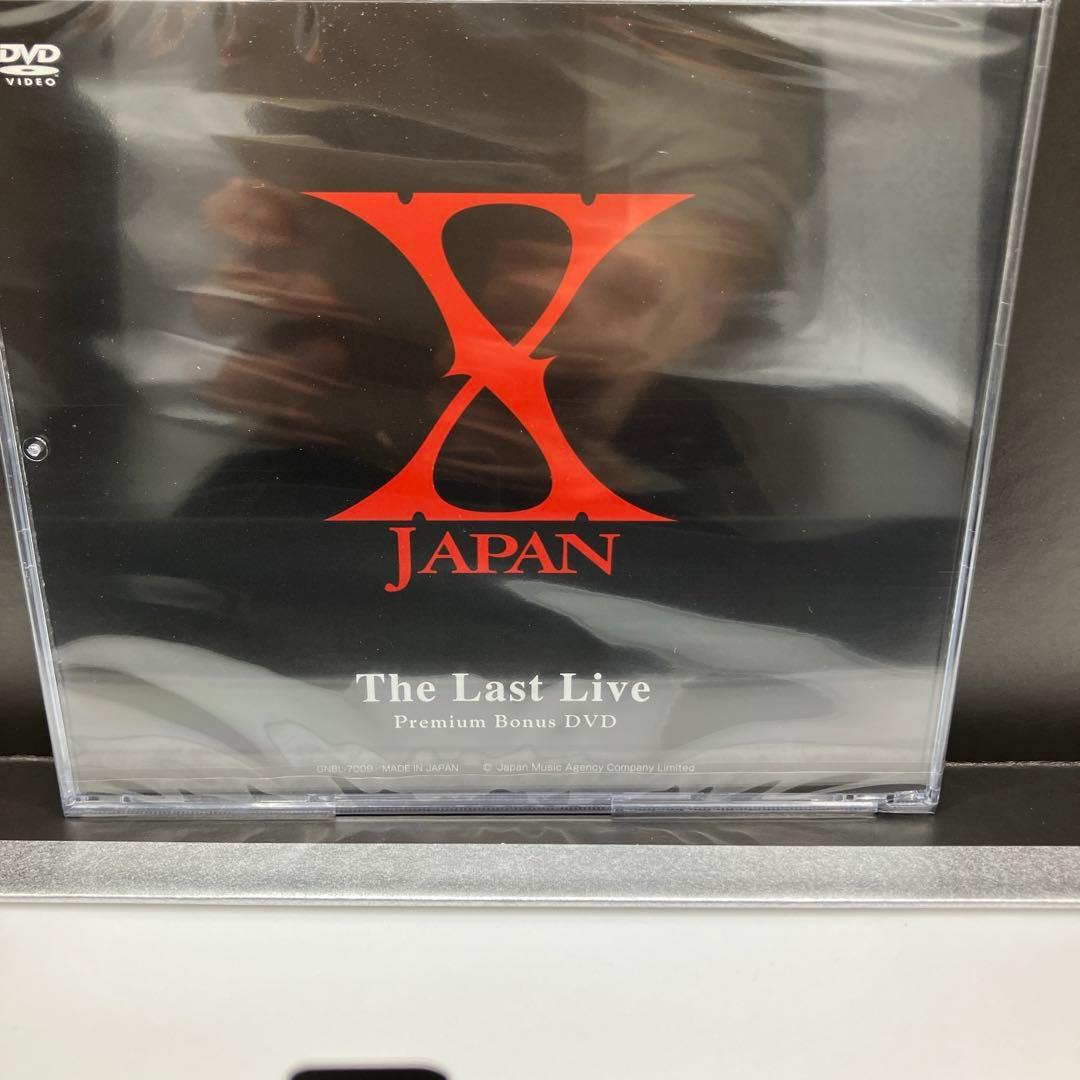 DVD
VIDEO
X
JAPAN
The Last Live
Premium Bonus DVD
GNBL-7009 · MADE IN JAPAN © Japan Music Agency Company Limited